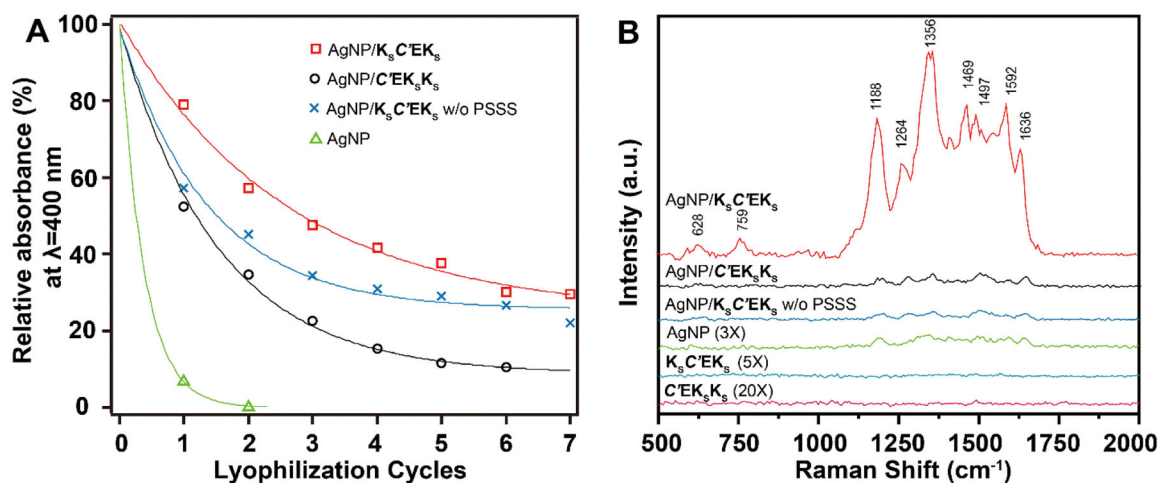 A
Relative absorbance (%)
at λ=400 nm
100
80
60
40
20
0
0 1 2 3 4 5 6 7
Lyophilization Cycles
AgNP/KₛC'EKₛ
AgNP/C'EKₛKₛ
AgNP/KₛC'EKₛ w/o PSSS
AgNP
B
Intensity (a.u.)
628
759
1188
1264
1356
1469
1497
1592
1636
AgNP/KₛC'EKₛ
AgNP/C'EKₛKₛ
AgNP/KₛC'EKₛ w/o PSSS
AgNP (3X)
KₛC'EKₛ (5X)
C'EKₛKₛ (20X)
500 750 1000 1250 1500 1750 2000
Raman Shift (cm⁻¹)